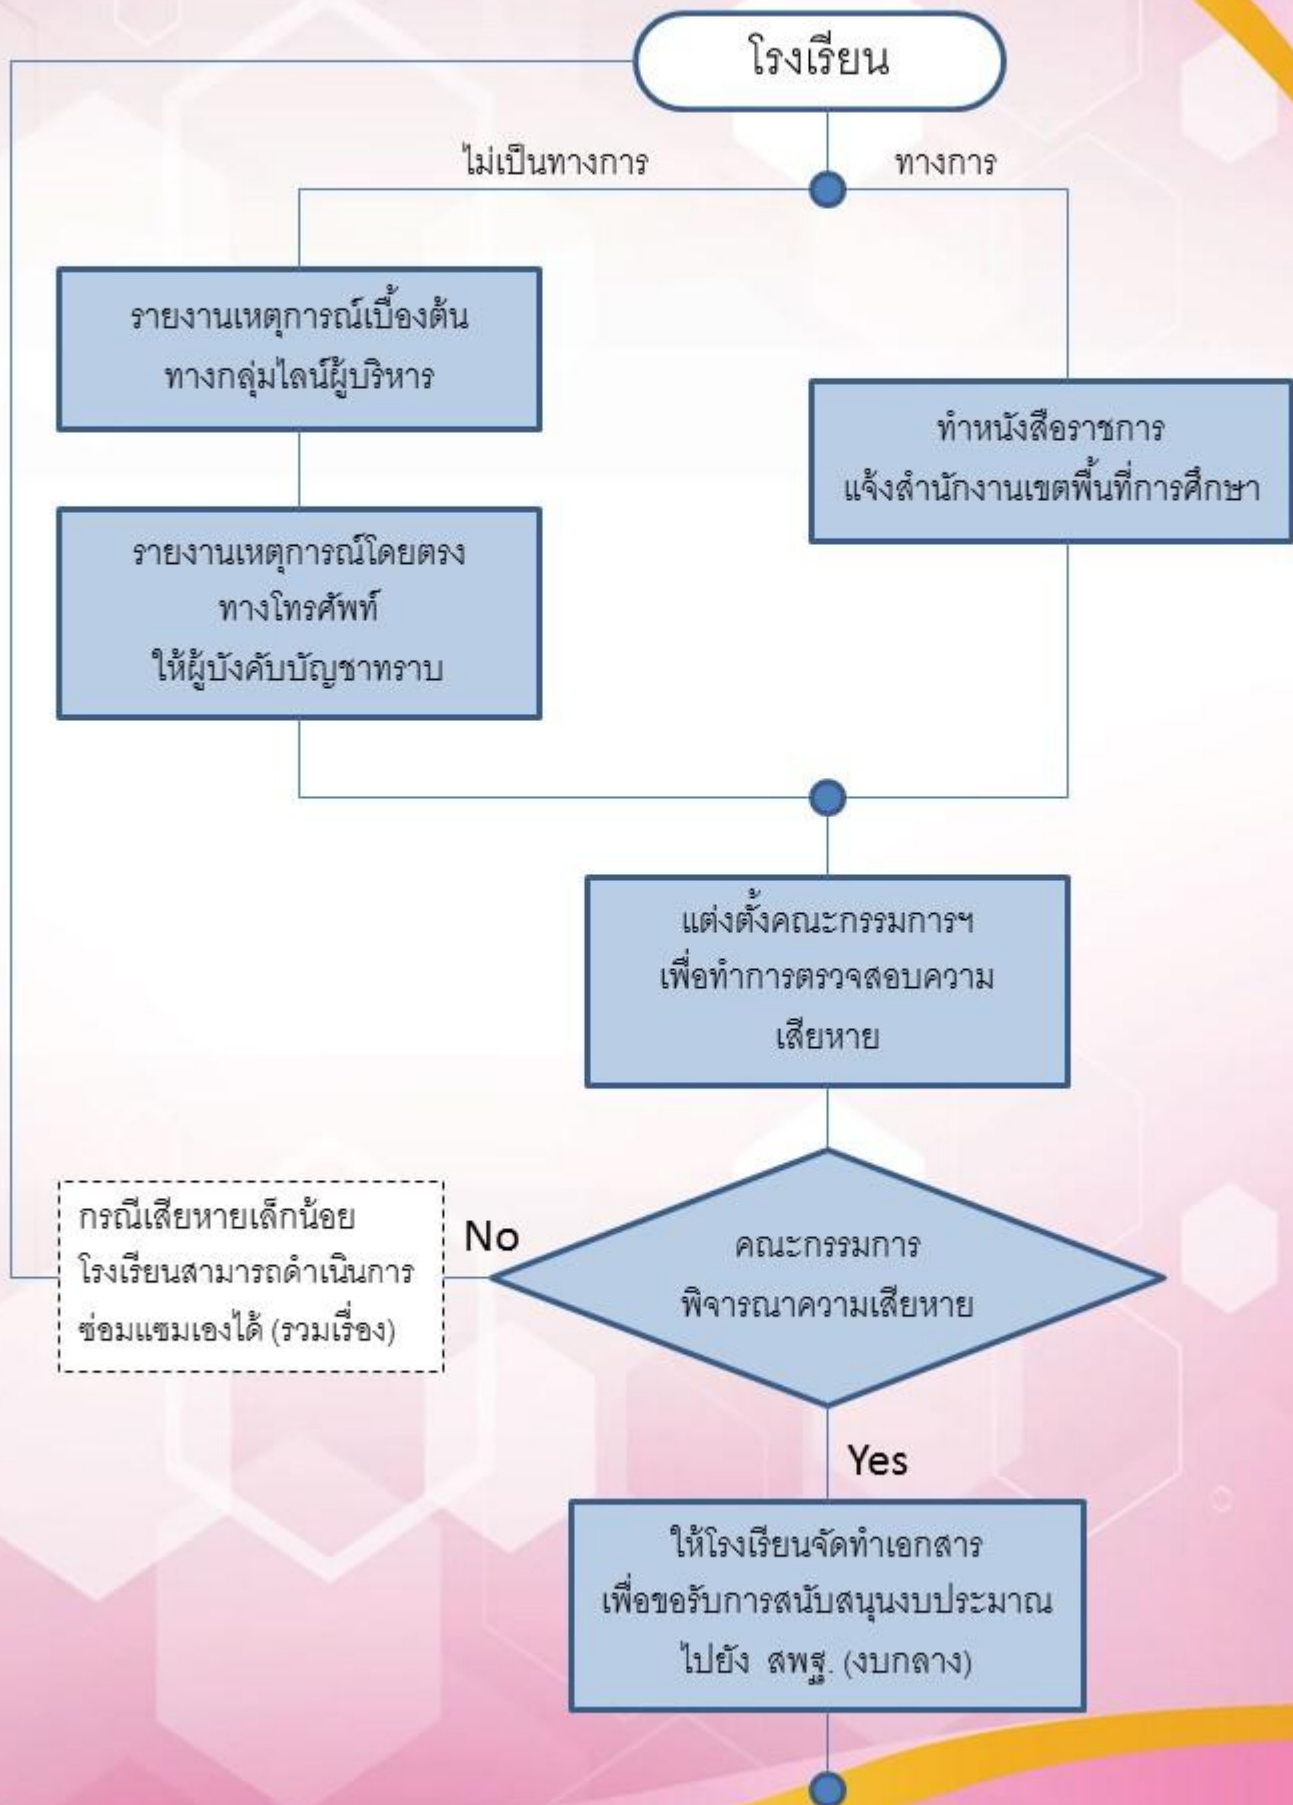 โรงเรียน
ไม่เป็นทางการ
ทางการ
รายงานเหตุการณ์เบื้องต้น
ทางกลุ่มไลน์ผู้บริหาร
ทำหนังสือราชการ
แจ้งสำนักงานเขตพื้นที่การศึกษา
รายงานเหตุการณ์โดยตรง
ทางโทรศัพท์
ให้ผู้บังคับบัญชาทราบ
แต่งตั้งคณะกรรมการฯ
เพื่อทำการตรวจสอบความ
เสียหาย
กรณีเสียหายเล็กน้อย
โรงเรียนสามารถดำเนินการ
ซ่อมแซมเองได้ (รวมเรื่อง)
No
คณะกรรมการ
พิจารณาความเสียหาย
Yes
ให้โรงเรียนจัดทำเอกสาร
เพื่อขอรับการสนับสนุนงบประมาณ
ไปยัง สพฐ. (งบกลาง)